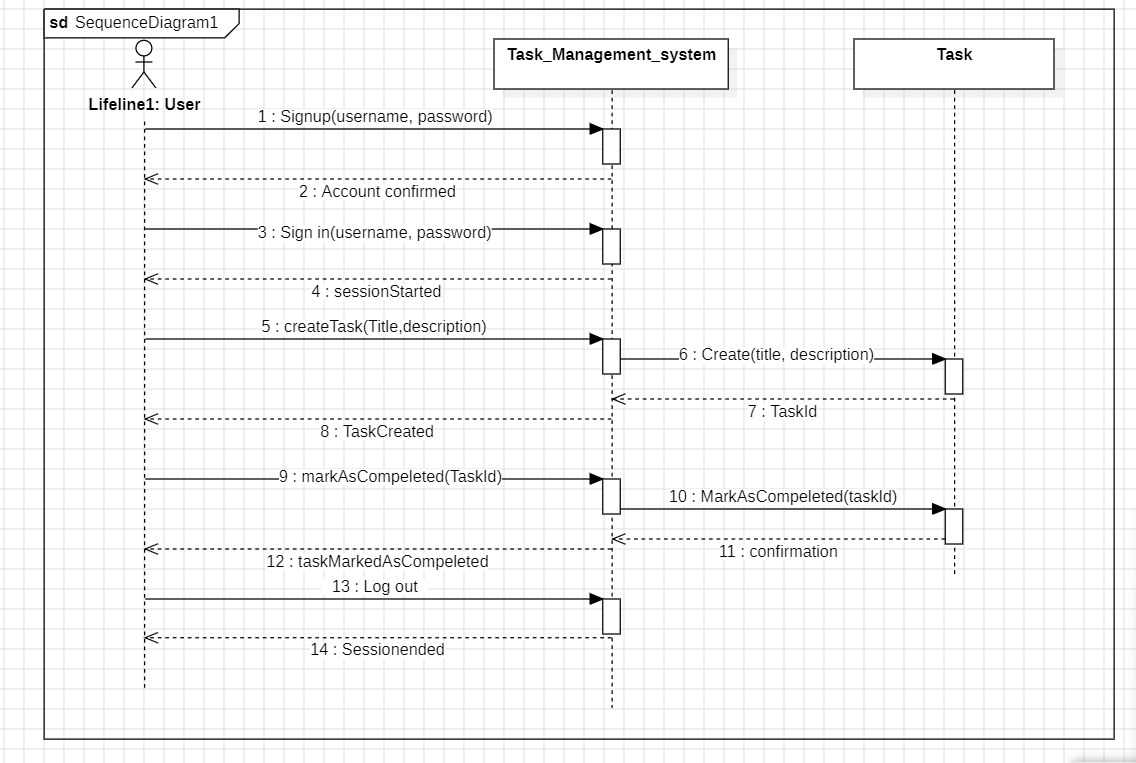 sd SequenceDiagram1
Task_Management_system
Task
Lifeline1: User
1 : Signup(username, password)
2 : Account confirmed
3 : Sign in(username, password)
4 : sessionStarted
5 : createTask(Title,description)
6 : Create(title, description)
7 : TaskId
8 : TaskCreated
9 : markAsCompeleted(TaskId)
10 : MarkAsCompeleted(taskId)
11 : confirmation
12 : taskMarkedAsCompeleted
13 : Log out
14 : Sessionended